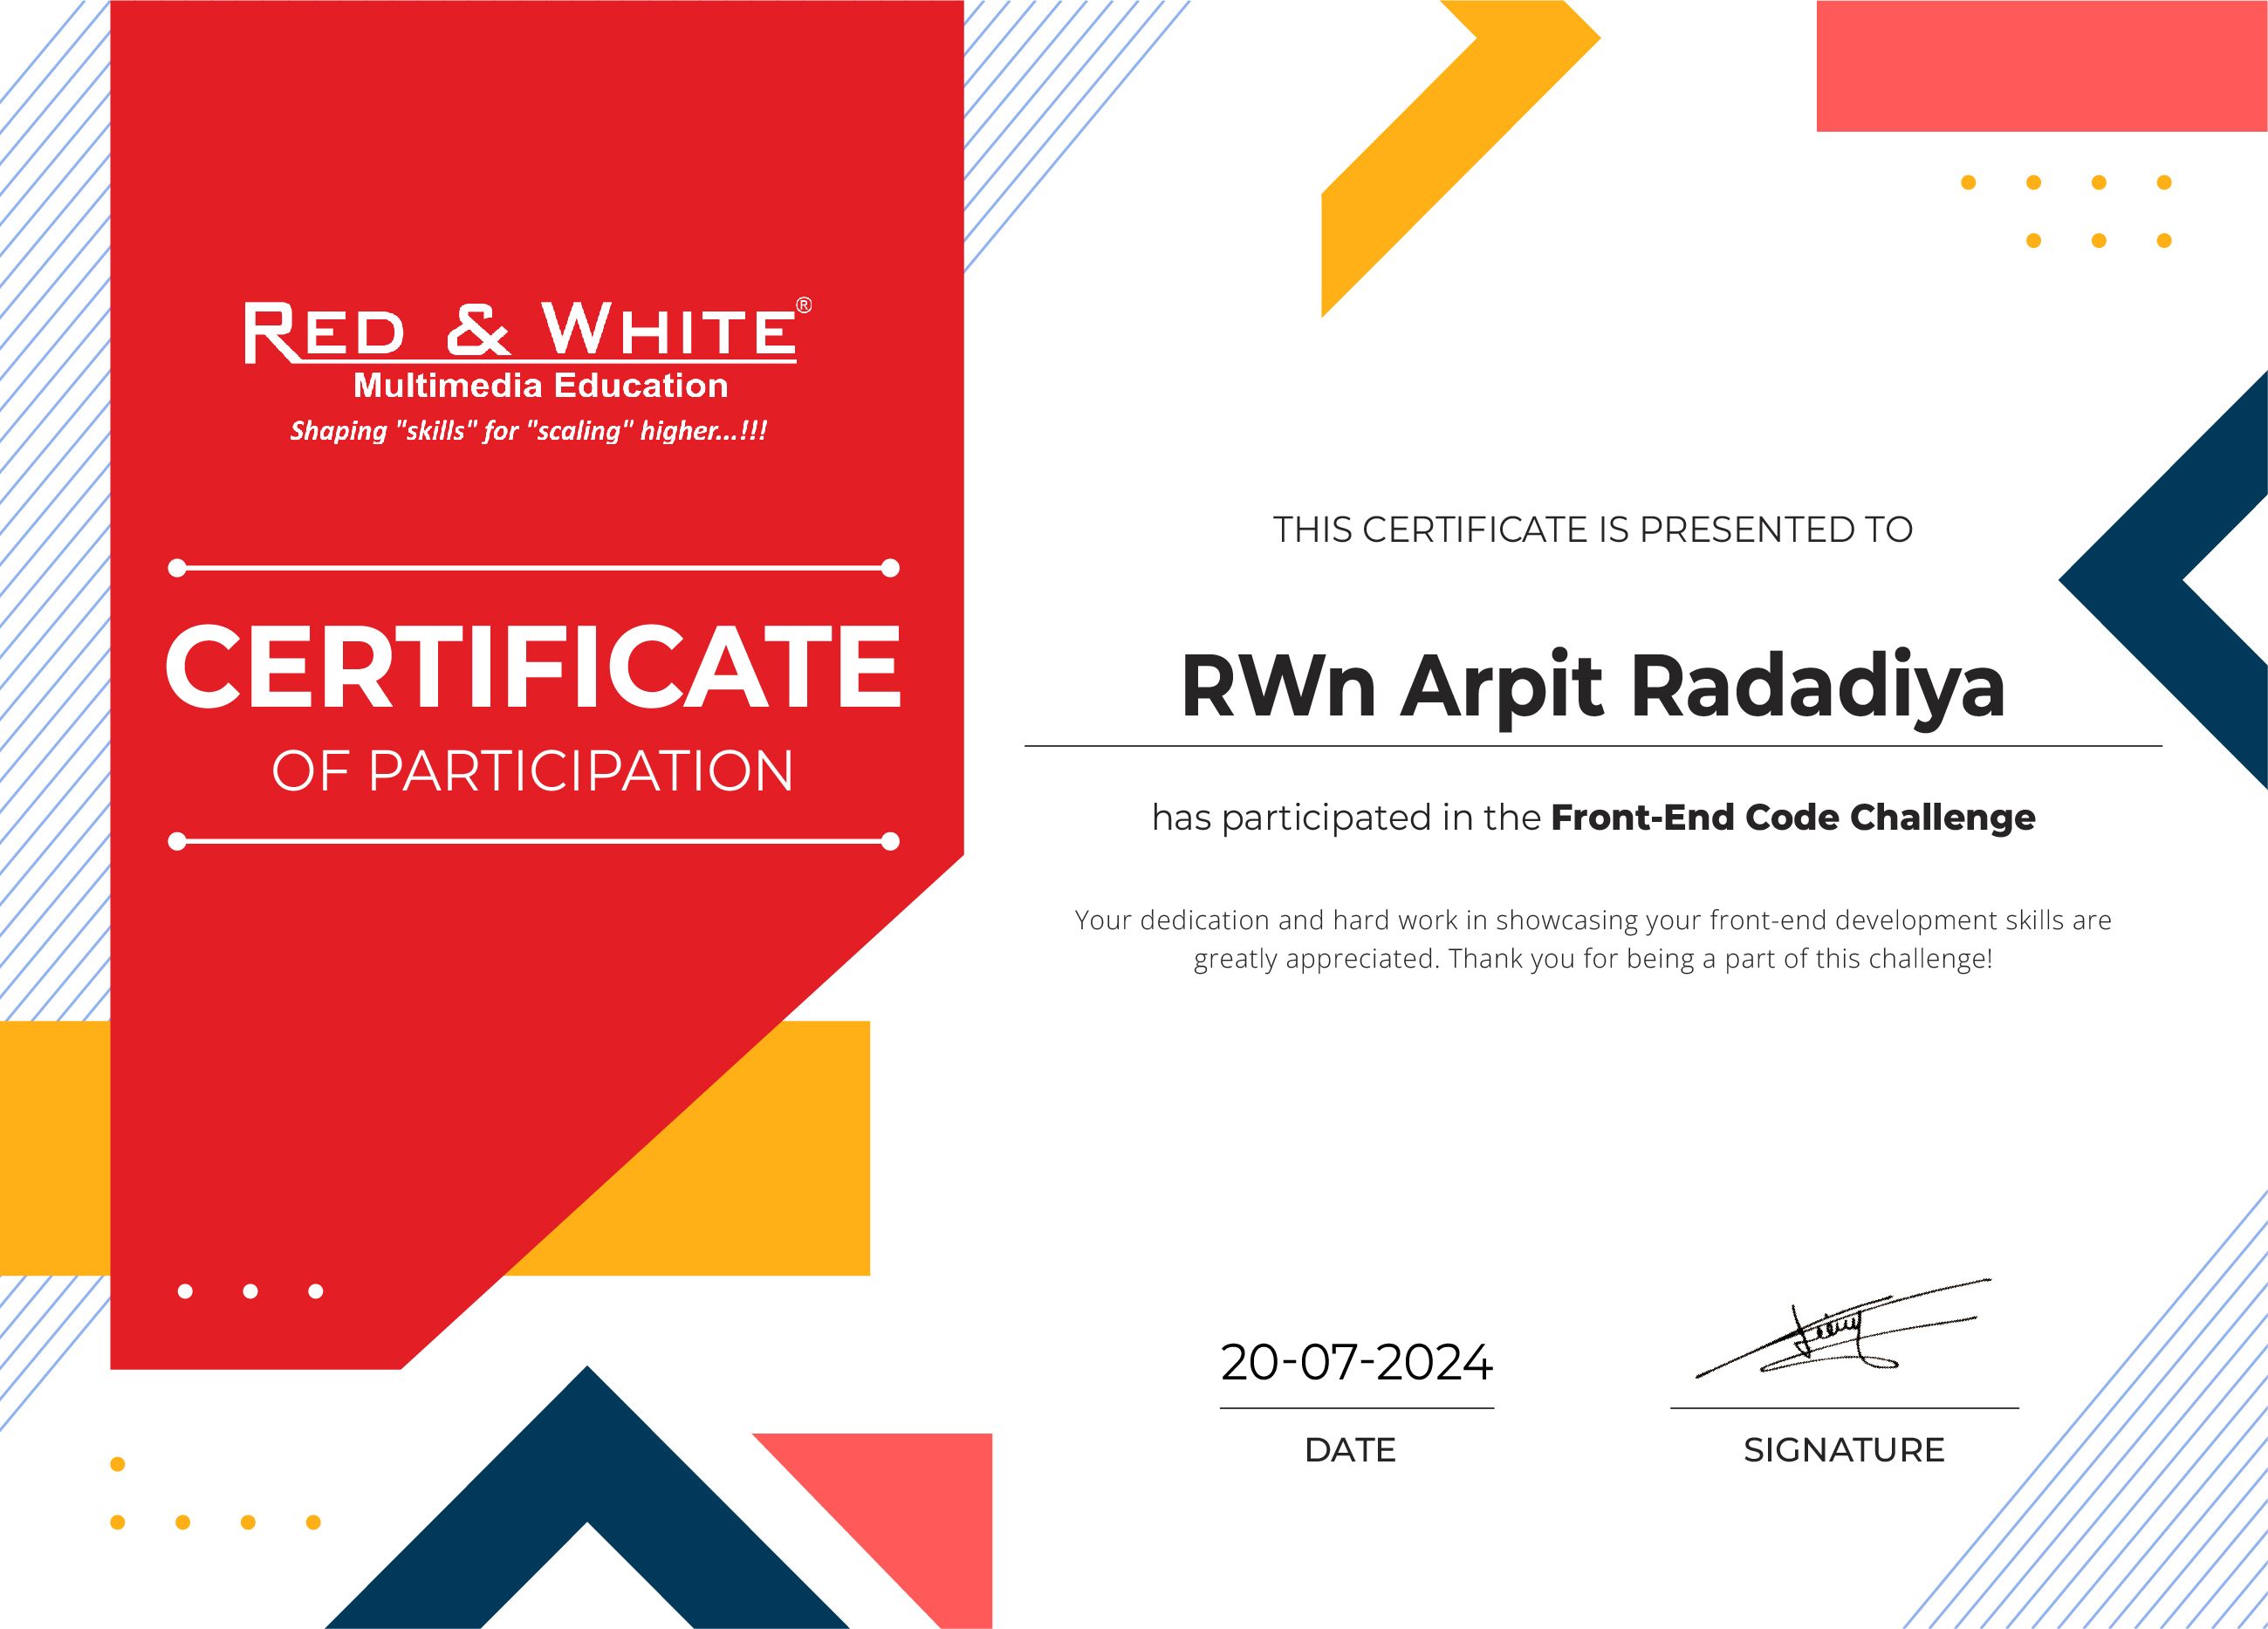 RED & WHITE®
Multimedia Education
Shaping "skills" for "scaling" higher...!!!
CERTIFICATE
OF PARTICIPATION
THIS CERTIFICATE IS PRESENTED TO
RWn Arpit Radadiya
has participated in the Front-End Code Challenge
Your dedication and hard work in showcasing your front-end development skills are
greatly appreciated. Thank you for being a part of this challenge!
20-07-2024
DATE
SIGNATURE